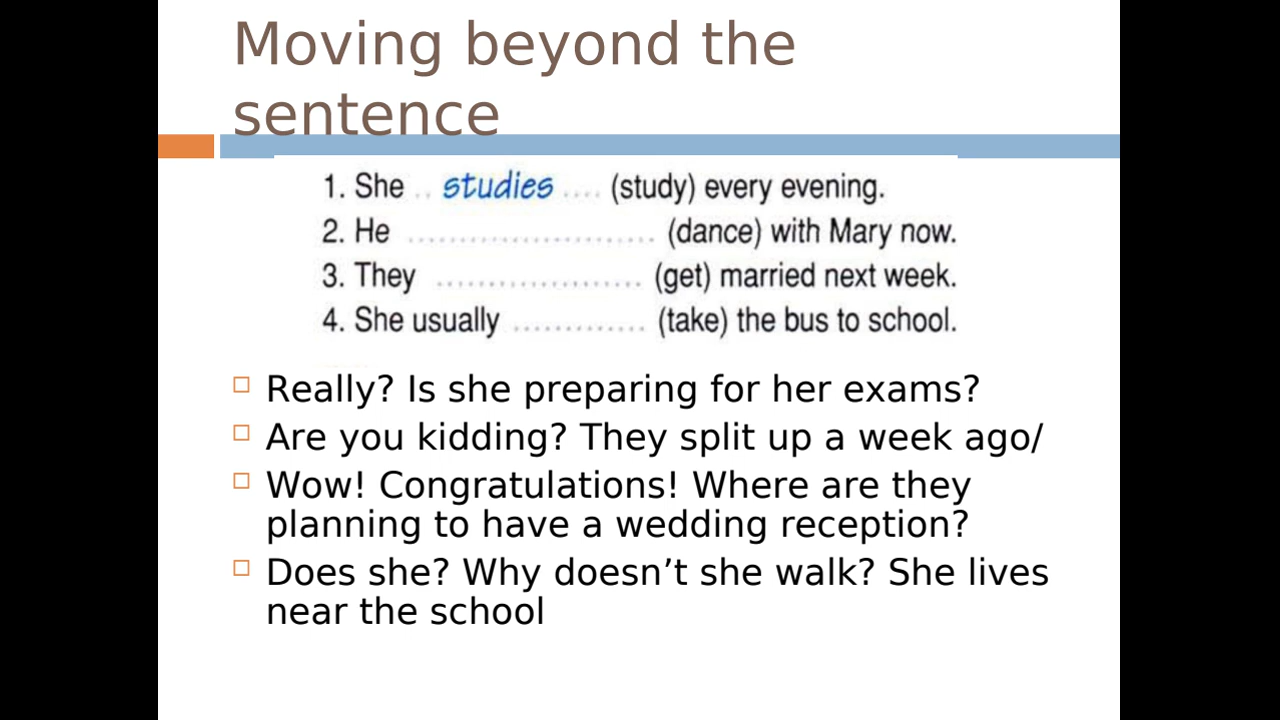 Moving beyond the
sentence
1. She .. studies .... (study) every evening.
2. He ........................ (dance) with Mary now.
3. They .................... (get) married next week.
4. She usually ............. (take) the bus to school.
Really? Is she preparing for her exams?
Are you kidding? They split up a week ago/
Wow! Congratulations! Where are they
planning to have a wedding reception?
Does she? Why doesn’t she walk? She lives
near the school